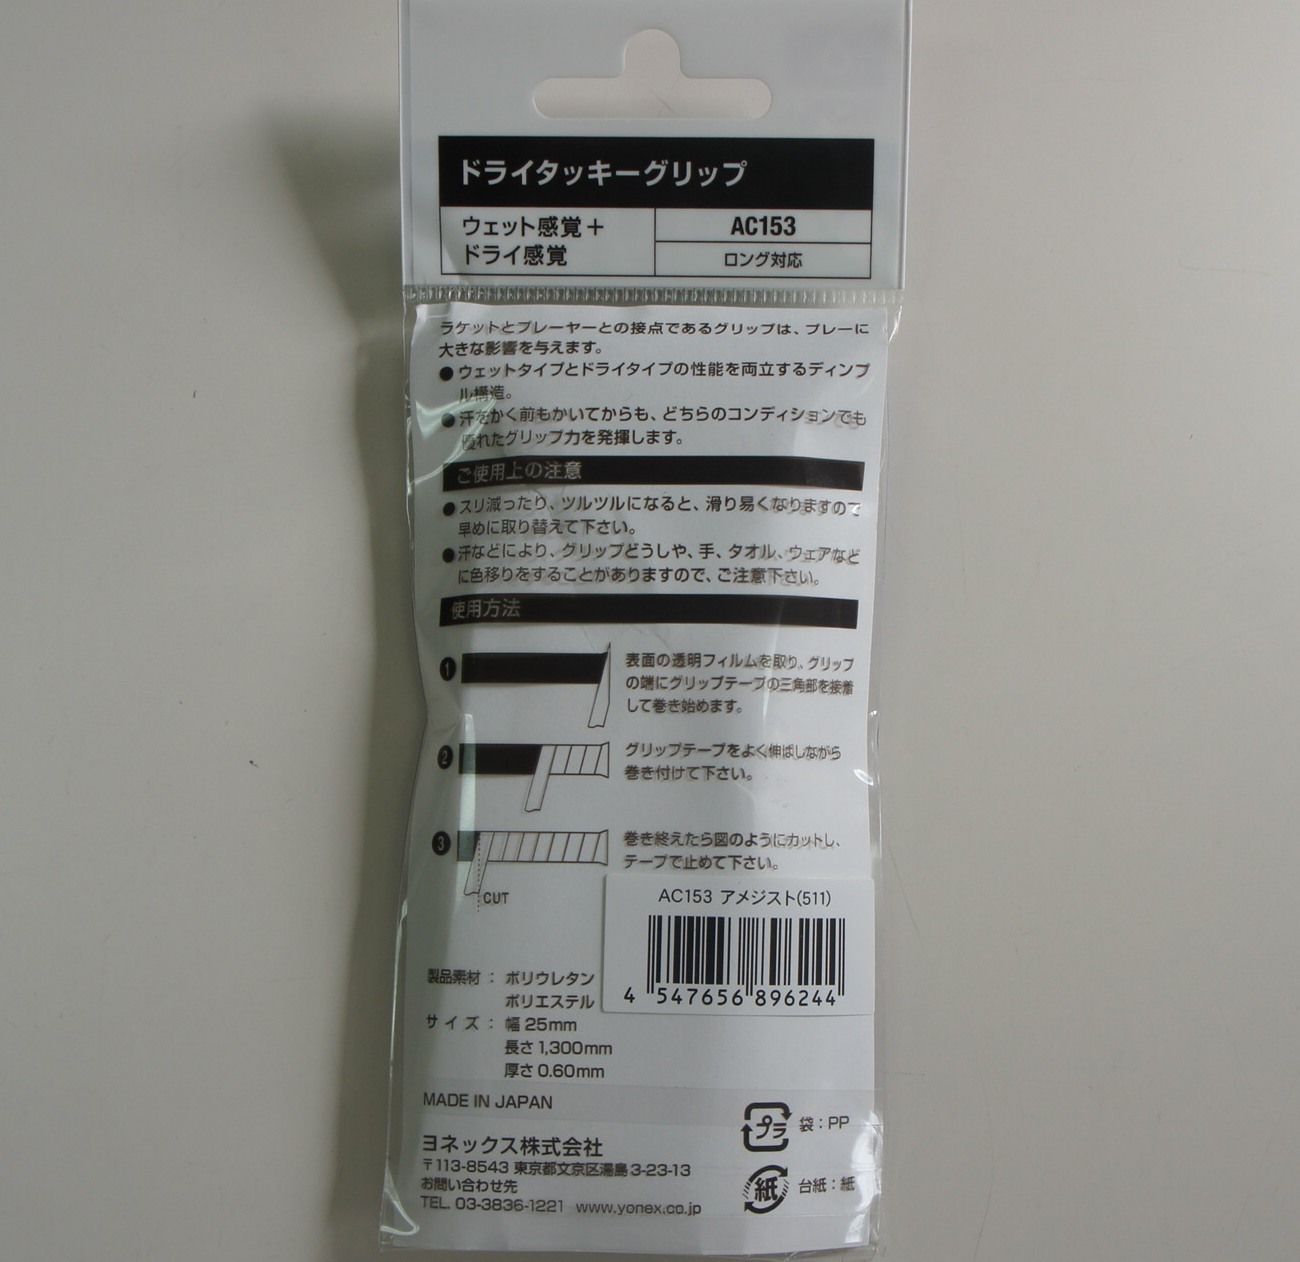 ドライタッキーグリップ
ウェット感覚＋
ドライ感覚
AC153
ロング対応
ラケットとプレーヤーとの接点であるグリップは、プレーに
大きな影響を与えます。
●ウェットタイプとドライタイプの性能を両立するディンプ
ル構造。
●汗をかく前もかいてからも、どちらのコンディションでも
優れたグリップ力を発揮します。
ご使用上の注意
●スリ減ったり、ツルツルになると、滑り易くなりますので
早めに取り替えて下さい。
●汗などにより、グリップどうしや、手、タオル、ウェアなど
に色移りをすることがありますので、ご注意下さい。
使用方法
1
表面の透明フィルムを取り、グリップ
の端にグリップテープの三角部を接着
して巻き始めます。
2
グリップテープをよく伸ばしながら
巻き付けて下さい。
3
巻き終えたら図のようにカットし、
テープで止めて下さい。
CUT
AC153 アメジスト(511)
4 547656 896244
製品素材：ポリウレタン
ポリエステル
サイズ：幅25mm
長さ1,300mm
厚さ0.60mm
MADE IN JAPAN
ヨネックス株式会社
〒113-8543 東京都文京区湯島3-23-13
お問い合わせ先
TEL. 03-3836-1221 www.yonex.co.jp
プラ
袋：PP
紙
台紙：紙